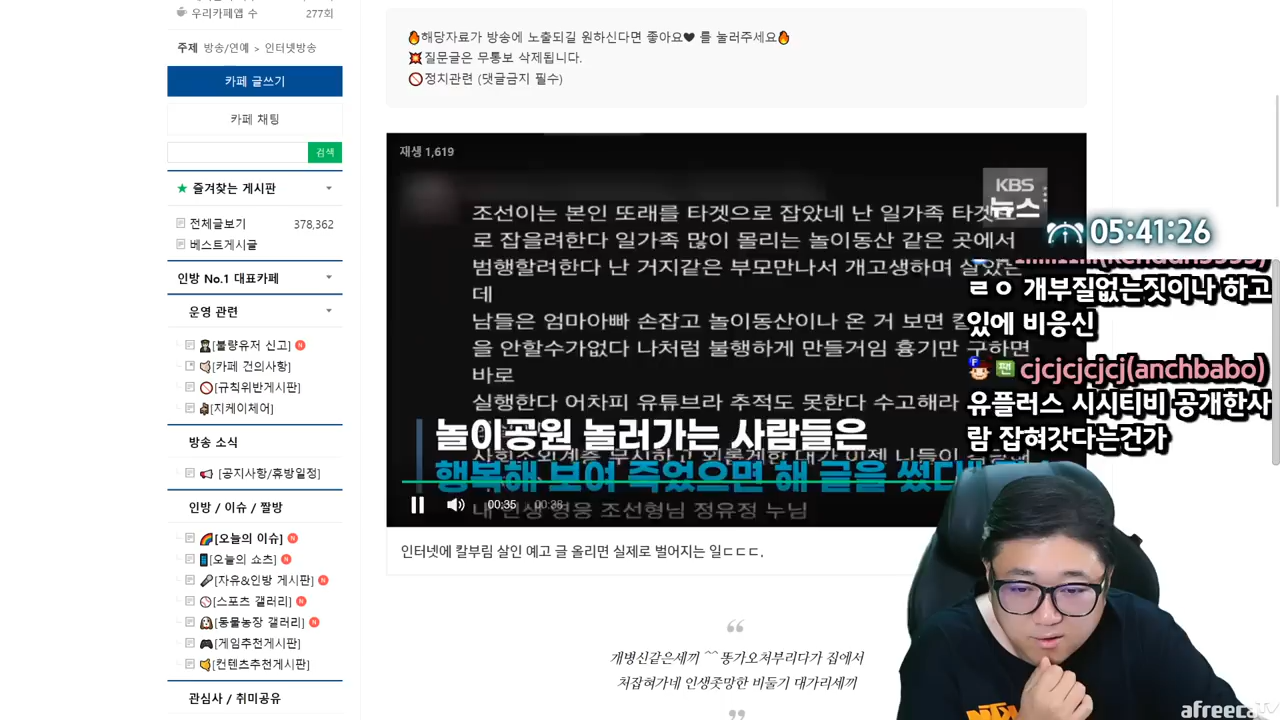 우리카페앱 수 277회
주제 방송/연예 > 인터넷방송
카페 글쓰기
카페 채팅
검색
★ 즐겨찾는 게시판
전체글보기 378,362
베스트게시글
인방 No.1 대표카페
운영 관련
[불량유저 신고] N
[카페 건의사항]
[규칙위반게시판]
[지케이체어]
방송 소식
[공지사항/휴방일정]
인방 / 이슈 / 짤방
[오늘의 이슈] N
[오늘의 쇼츠] N
[자유&인방 게시판] N
[스포츠 갤러리] N
[동물농장 갤러리] N
[게임추천게시판]
[컨텐츠추천게시판]
관심사 / 취미공유
🔥해당자료가 방송에 노출되길 원하신다면 좋아요♥ 를 눌러주세요🔥
💥질문글은 무통보 삭제됩니다.
🚫정치관련 (댓글금지 필수)
재생 1,619
KBS
뉴스
조선이는 본인 또래를 타겟으로 잡았네 난 일가족 타겟으
로 잡을려한다 일가족 많이 몰리는 놀이동산 같은 곳에서
범행할려한다 난 거지같은 부모만나서 개고생하며 살았는
데
남들은 엄마아빠 손잡고 놀이동산이나 온 거 보면 칼
을 안할수가없다 나처럼 불행하게 만들거임 흉기만 구하면
바로
실행한다 어차피 유튜브라 추적도 못한다 수고해라
놀이공원 놀러가는 사람들은
행복해 보여 죽었으면 해 글을 썼다
내 인생 영웅 조선형님 정유정 누님
00:35 00:38
인터넷에 칼부림 살인 예고 글 올리면 실제로 벌어지는 일ㄷㄷㄷ.
“
개병신같은세끼 ^^ 똥가오처부리다가 집에서
처잡혀가네 인생좃망한 비둘기 대가리세끼
”
05:41:26
ㄹㅇ 개부질없는짓이나 하고
있에 비응신
F 팬 cjcjcjcjcj(anchbabo)
유플러스 시시티비 공개한사
람 잡혀갓다는건가
afreecaTV